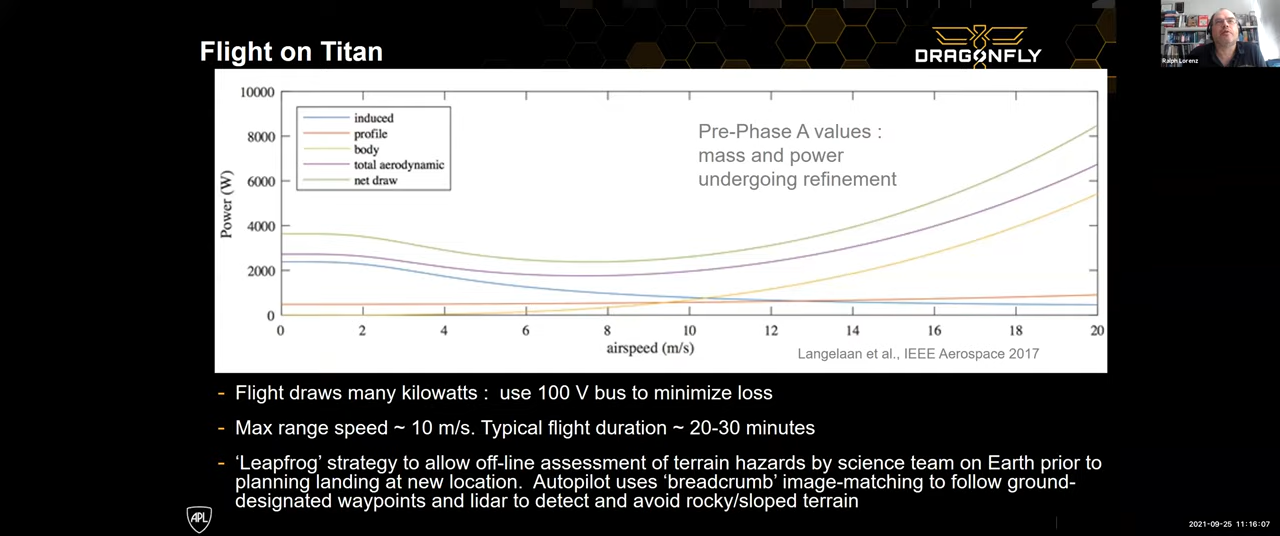 Flight on Titan
DRAGONFLY
Ralph Lorenz
10000
8000
6000
4000
2000
0
Power (W)
induced
profile
body
total aerodynamic
net draw
Pre-Phase A values :
mass and power
undergoing refinement
0 2 4 6 8 10 12 14 16 18 20
airspeed (m/s)
Langelaan et al., IEEE Aerospace 2017
- Flight draws many kilowatts : use 100 V bus to minimize loss
- Max range speed ~ 10 m/s. Typical flight duration ~ 20-30 minutes
- ‘Leapfrog’ strategy to allow off-line assessment of terrain hazards by science team on Earth prior to
planning landing at new location. Autopilot uses ‘breadcrumb’ image-matching to follow ground-
designated waypoints and lidar to detect and avoid rocky/sloped terrain
APL
2021-09-25 11:16:07